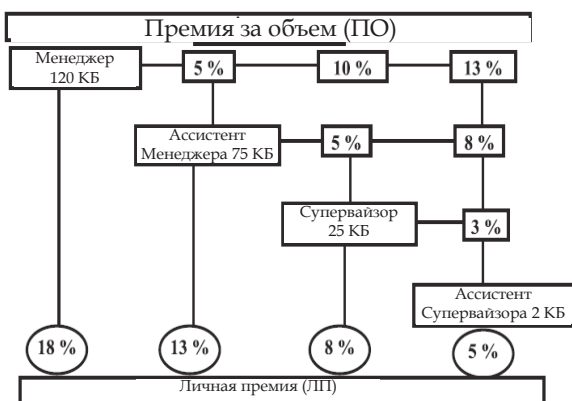 Премия за объем (ПО)
Менеджер
120 КБ
5 %
10 %
13 %
Ассистент
Менеджера 75 КБ
5 %
8 %
Супервайзор
25 КБ
3 %
Ассистент
Супервайзора 2 КБ
18 %
13 %
8 %
5 %
Личная премия (ЛП)